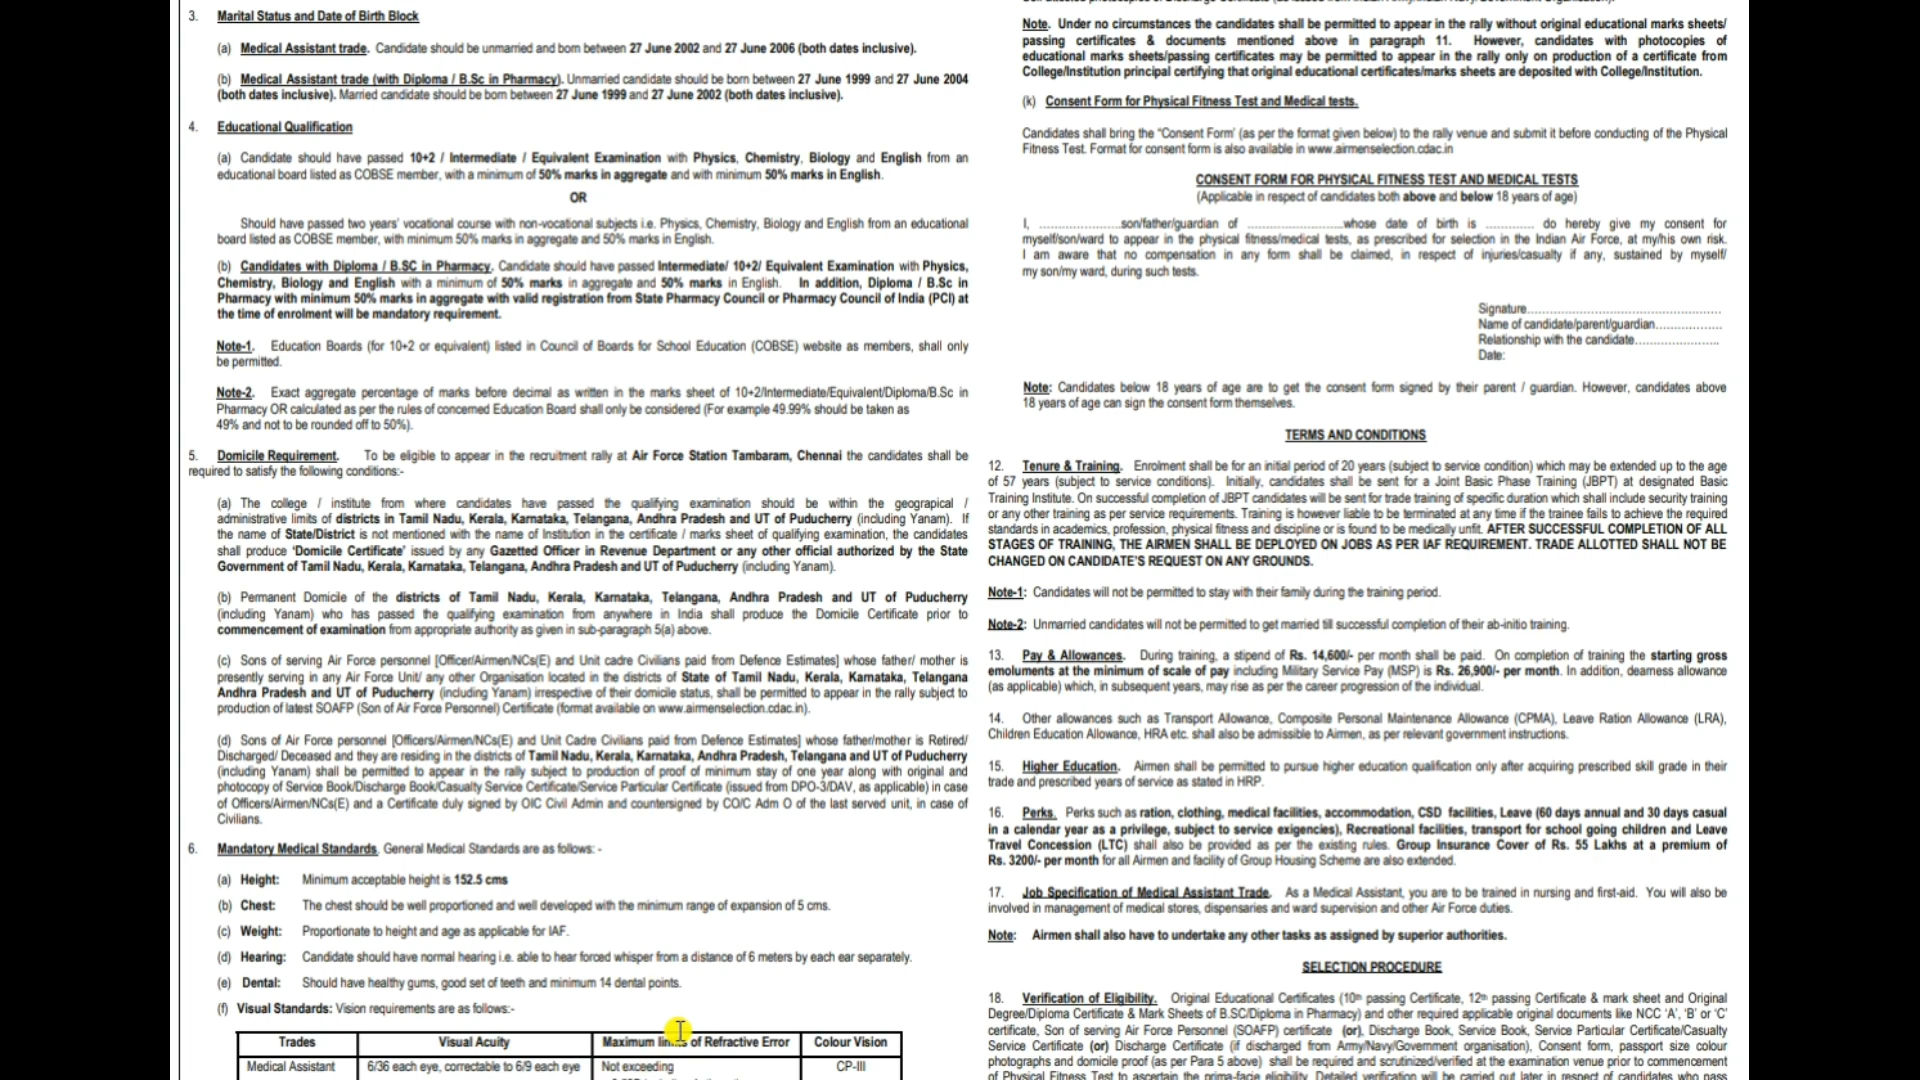 3. Marital Status and Date of Birth Block
(a) Medical Assistant trade. Candidate should be unmarried and born between 27 June 2002 and 27 June 2006 (both dates inclusive).
(b) Medical Assistant trade (with Diploma / B.Sc in Pharmacy). Unmarried candidate should be born between 27 June 1999 and 27 June 2004
(both dates inclusive). Married candidate should be born between 27 June 1999 and 27 June 2002 (both dates inclusive).
4. Educational Qualification
(a) Candidate should have passed 10+2 / Intermediate / Equivalent Examination with Physics, Chemistry, Biology and English from an
educational board listed as COBSE member, with a minimum of 50% marks in aggregate and with minimum 50% marks in English.
OR
Should have passed two years' vocational course with non-vocational subjects i.e. Physics, Chemistry, Biology and English from an educational
board listed as COBSE member, with minimum 50% marks in aggregate and 50% marks in English.
(b) Candidates with Diploma / B.SC in Pharmacy. Candidate should have passed Intermediate/ 10+2/ Equivalent Examination with Physics,
Chemistry, Biology and English with a minimum of 50% marks in aggregate and 50% marks in English. In addition, Diploma / B.Sc in
Pharmacy with minimum 50% marks in aggregate with valid registration from State Pharmacy Council or Pharmacy Council of India (PCI) at
the time of enrolment will be mandatory requirement.
Note-1. Education Boards (for 10+2 or equivalent) listed in Council of Boards for School Education (COBSE) website as members, shall only
be permitted.
Note-2. Exact aggregate percentage of marks before decimal as written in the marks sheet of 10+2/Intermediate/Equivalent/Diploma/B.Sc in
Pharmacy OR calculated as per the rules of concerned Education Board shall only be considered (For example 49.99% should be taken as
49% and not to be rounded off to 50%).
5. Domicile Requirement. To be eligible to appear in the recruitment rally at Air Force Station Tambaram, Chennai the candidates shall be
required to satisfy the following conditions:-
(a) The college / institute from where candidates have passed the qualifying examination should be within the geograpical /
administrative limits of districts in Tamil Nadu, Kerala, Karnataka, Telangana, Andhra Pradesh and UT of Puducherry (including Yanam). If
the name of State/District is not mentioned with the name of Institution in the certificate / marks sheet of qualifying examination, the candidates
shall produce 'Domicile Certificate' issued by any Gazetted Officer in Revenue Department or any other official authorized by the State
Government of Tamil Nadu, Kerala, Karnataka, Telangana, Andhra Pradesh and UT of Puducherry (including Yanam).
(b) Permanent Domicile of the districts of Tamil Nadu, Kerala, Karnataka, Telangana, Andhra Pradesh and UT of Puducherry
(including Yanam) who has passed the qualifying examination from anywhere in India shall produce the Domicile Certificate prior to
commencement of examination from appropriate authority as given in sub-paragraph 5(a) above.
(c) Sons of serving Air Force personnel [Officer/Airmen/NCs(E) and Unit cadre Civilians paid from Defence Estimates] whose father/ mother is
presently serving in any Air Force Unit/ any other Organisation located in the districts of State of Tamil Nadu, Kerala, Karnataka, Telangana
Andhra Pradesh and UT of Puducherry (including Yanam) irrespective of their domicile status, shall be permitted to appear in the rally subject to
production of latest SOAFP (Son of Air Force Personnel) Certificate (format available on www.airmenselection.cdac.in).
(d) Sons of Air Force personnel [Officers/Airmen/NCs(E) and Unit Cadre Civilians paid from Defence Estimates] whose father/mother is Retired/
Discharged/ Deceased and they are residing in the districts of Tamil Nadu, Kerala, Karnataka, Andhra Pradesh, Telangana and UT of Puducherry
(including Yanam) shall be permitted to appear in the rally subject to production of proof of minimum stay of one year along with original and
photocopy of Service Book/Discharge Book/Casualty Service Certificate/Service Particular Certificate (issued from DPO-3/DAV, as applicable) in case
of Officers/Airmen/NCs(E) and a Certificate duly signed by OIC Civil Admin and countersigned by CO/C Adm O of the last served unit, in case of
Civilians.
6. Mandatory Medical Standards. General Medical Standards are as follows: -
(a) Height: Minimum acceptable height is 152.5 cms
(b) Chest: The chest should be well proportioned and well developed with the minimum range of expansion of 5 cms.
(c) Weight: Proportionate to height and age as applicable for IAF.
(d) Hearing: Candidate should have normal hearing i.e. able to hear forced whisper from a distance of 6 meters by each ear separately.
(e) Dental: Should have healthy gums, good set of teeth and minimum 14 dental points.
(f) Visual Standards: Vision requirements are as follows:-
Trades Visual Acuity Maximum limits of Refractive Error Colour Vision
Medical Assistant 6/36 each eye, correctable to 6/9 each eye Not exceeding CP-III
Note. Under no circumstances the candidates shall be permitted to appear in the rally without original educational marks sheets/
passing certificates & documents mentioned above in paragraph 11. However, candidates with photocopies of
educational marks sheets/passing certificates may be permitted to appear in the rally only on production of a certificate from
College/Institution principal certifying that original educational certificates/marks sheets are deposited with College/Institution.
(k) Consent Form for Physical Fitness Test and Medical tests.
Candidates shall bring the "Consent Form' (as per the format given below) to the rally venue and submit it before conducting of the Physical
Fitness Test. Format for consent form is also available in www.airmenselection.cdac.in
CONSENT FORM FOR PHYSICAL FITNESS TEST AND MEDICAL TESTS
(Applicable in respect of candidates both above and below 18 years of age)
I, ........................son/father/guardian of ............................whose date of birth is .............. do hereby give my consent for
myself/son/ward to appear in the physical fitness/medical tests, as prescribed for selection in the Indian Air Force, at my/his own risk.
I am aware that no compensation in any form shall be claimed, in respect of injuries/casualty if any, sustained by myself/
my son/my ward, during such tests.
Signature........................................................
Name of candidate/parent/guardian...................
Relationship with the candidate........................
Date:
Note: Candidates below 18 years of age are to get the consent form signed by their parent / guardian. However, candidates above
18 years of age can sign the consent form themselves.
TERMS AND CONDITIONS
12. Tenure & Training. Enrolment shall be for an initial period of 20 years (subject to service condition) which may be extended up to the age
of 57 years (subject to service conditions). Initially, candidates shall be sent for a Joint Basic Phase Training (JBPT) at designated Basic
Training Institute. On successful completion of JBPT candidates will be sent for trade training of specific duration which shall include security training
or any other training as per service requirements. Training is however liable to be terminated at any time if the trainee fails to achieve the required
standards in academics, profession, physical fitness and discipline or is found to be medically unfit. AFTER SUCCESSFUL COMPLETION OF ALL
STAGES OF TRAINING, THE AIRMEN SHALL BE DEPLOYED ON JOBS AS PER IAF REQUIREMENT. TRADE ALLOTTED SHALL NOT BE
CHANGED ON CANDIDATE'S REQUEST ON ANY GROUNDS.
Note-1: Candidates will not be permitted to stay with their family during the training period.
Note-2: Unmarried candidates will not be permitted to get married till successful completion of their ab-initio training.
13. Pay & Allowances. During training, a stipend of Rs. 14,600/- per month shall be paid. On completion of training the starting gross
emoluments at the minimum of scale of pay including Military Service Pay (MSP) is Rs. 26,900/- per month. In addition, dearness allowance
(as applicable) which, in subsequent years, may rise as per the career progression of the individual.
14. Other allowances such as Transport Allowance, Composite Personal Maintenance Allowance (CPMA), Leave Ration Allowance (LRA),
Children Education Allowance, HRA etc. shall also be admissible to Airmen, as per relevant government instructions.
15. Higher Education. Airmen shall be permitted to pursue higher education qualification only after acquiring prescribed skill grade in their
trade and prescribed years of service as stated in HRP.
16. Perks. Perks such as ration, clothing, medical facilities, accommodation, CSD facilities, Leave (60 days annual and 30 days casual
in a calendar year as a privilege, subject to service exigencies), Recreational facilities, transport for school going children and Leave
Travel Concession (LTC) shall also be provided as per the existing rules. Group Insurance Cover of Rs. 55 Lakhs at a premium of
Rs. 3200/- per month for all Airmen and facility of Group Housing Scheme are also extended.
17. Job Specification of Medical Assistant Trade. As a Medical Assistant, you are to be trained in nursing and first-aid. You will also be
involved in management of medical stores, dispensaries and ward supervision and other Air Force duties.
Note: Airmen shall also have to undertake any other tasks as assigned by superior authorities.
SELECTION PROCEDURE
18. Verification of Eligibility. Original Educational Certificates (10th passing Certificate, 12th passing Certificate & mark sheet and Original
Degree/Diploma Certificate & Mark Sheets of B.SC/Diploma in Pharmacy) and other required applicable original documents like NCC 'A', 'B' or 'C'
certificate, Son of serving Air Force Personnel (SOAFP) certificate (or), Discharge Book, Service Book, Service Particular Certificate/Casualty
Service Certificate (or) Discharge Certificate (if discharged from Army/Navy/Government organisation), Consent form, passport size colour
photographs and domicile proof (as per Para 5 above) shall be required and scrutinized/verified at the examination venue prior to commencement
of Physical Fitness Test to ascertain the prima-facie eligibility. Detailed verification will be carried out later in respect of candidates who pass